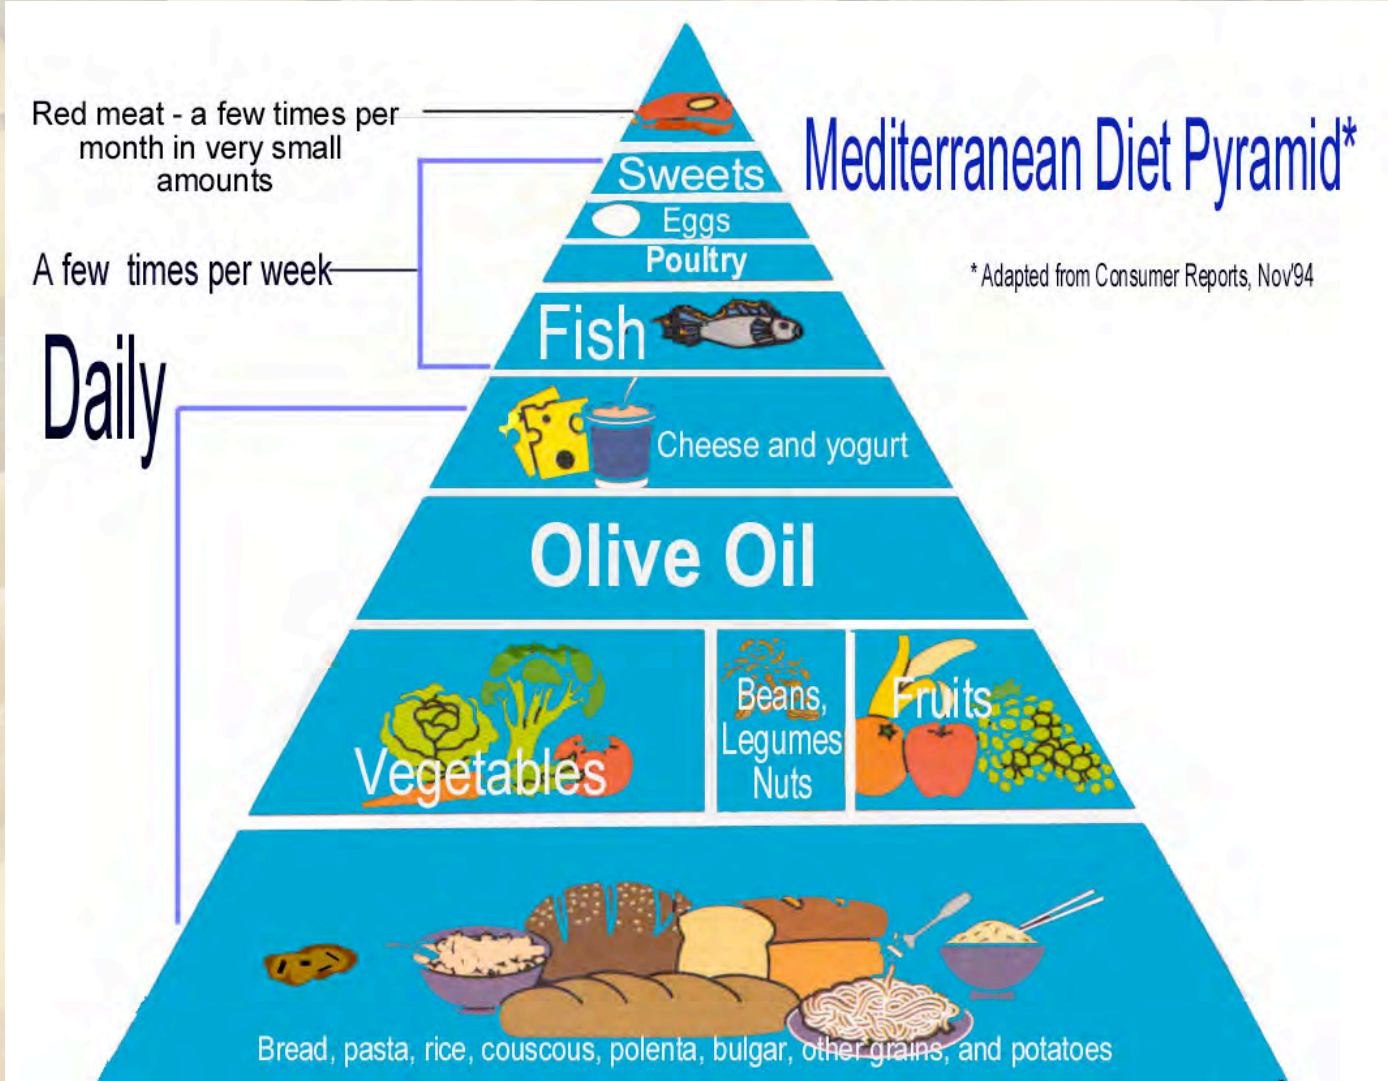 Mediterranean Diet Pyramid*
* Adapted from Consumer Reports, Nov'94
Red meat - a few times per
month in very small
amounts
Sweets
Eggs
Poultry
A few times per week
Fish
Daily
Cheese and yogurt
Olive Oil
Vegetables
Beans,
Legumes
Nuts
Fruits
Bread, pasta, rice, couscous, polenta, bulgar, other grains, and potatoes